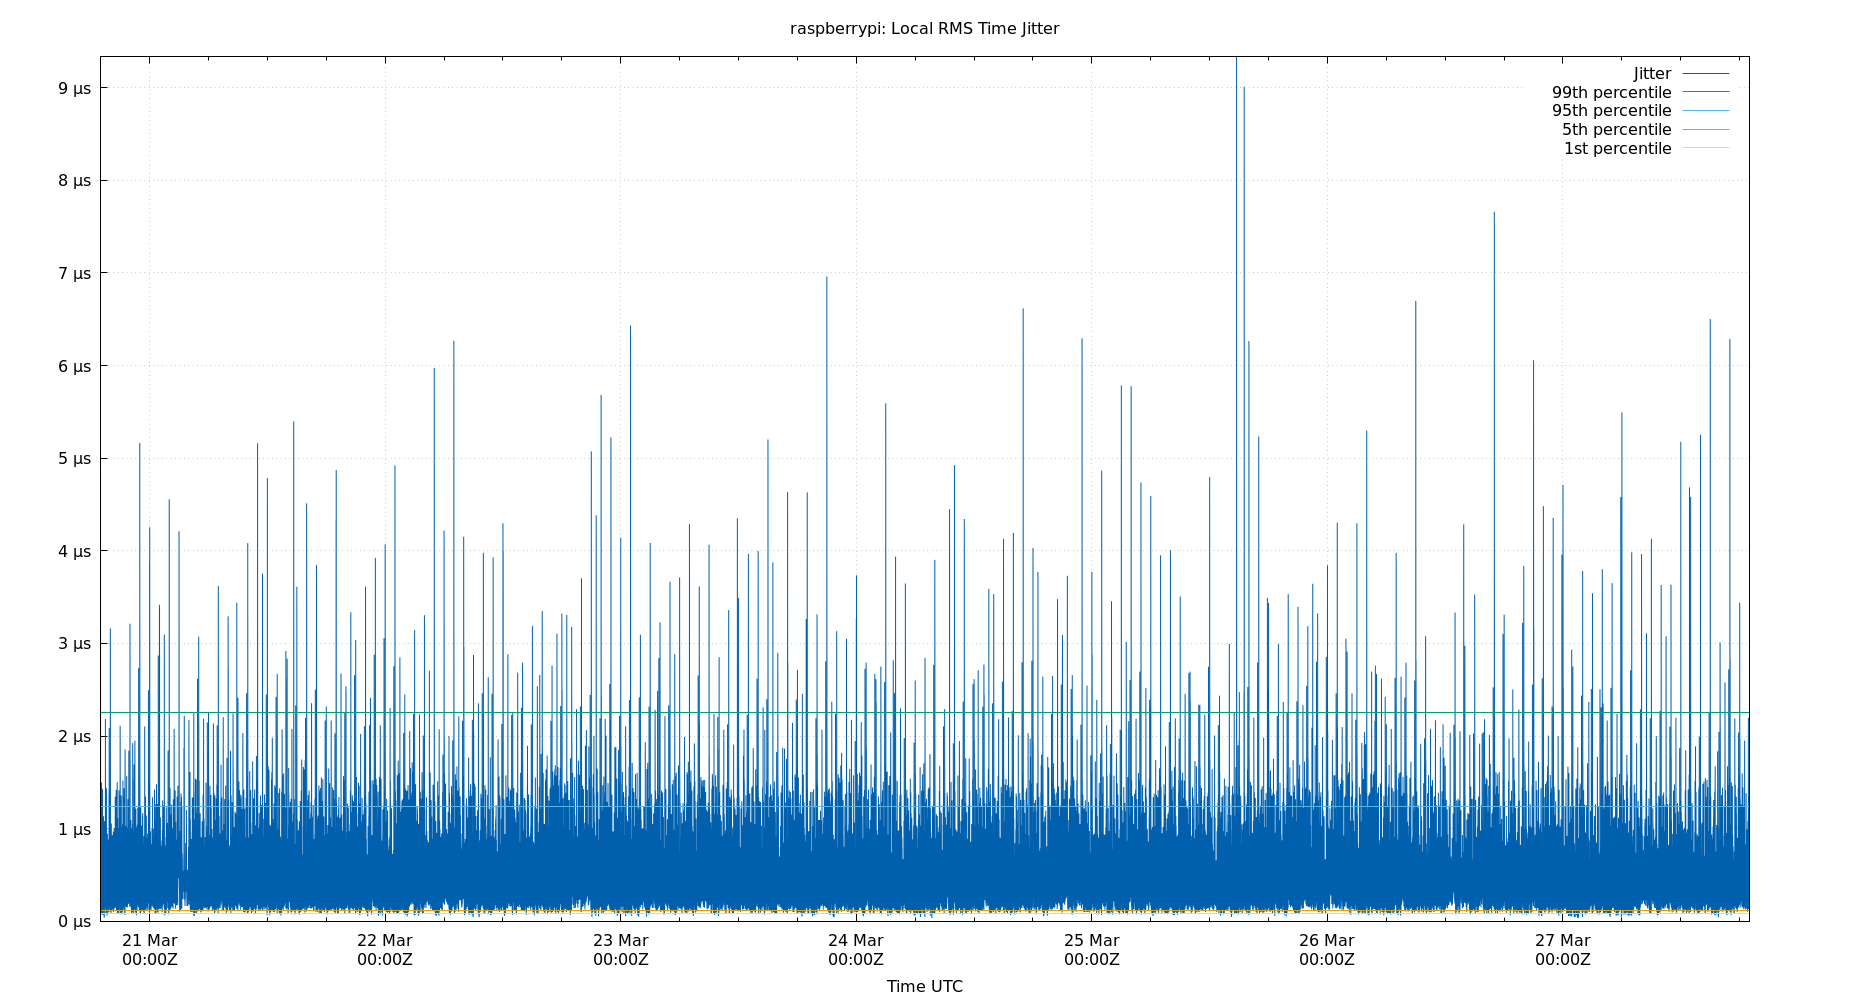 raspberrypi: Local RMS Time Jitter
Jitter
99th percentile
95th percentile
5th percentile
1st percentile
9 µs
8 µs
7 µs
6 µs
5 µs
4 µs
3 µs
2 µs
1 µs
0 µs
21 Mar 22 Mar 23 Mar 24 Mar 25 Mar 26 Mar 27 Mar
00:00Z 00:00Z 00:00Z 00:00Z 00:00Z 00:00Z 00:00Z
Time UTC